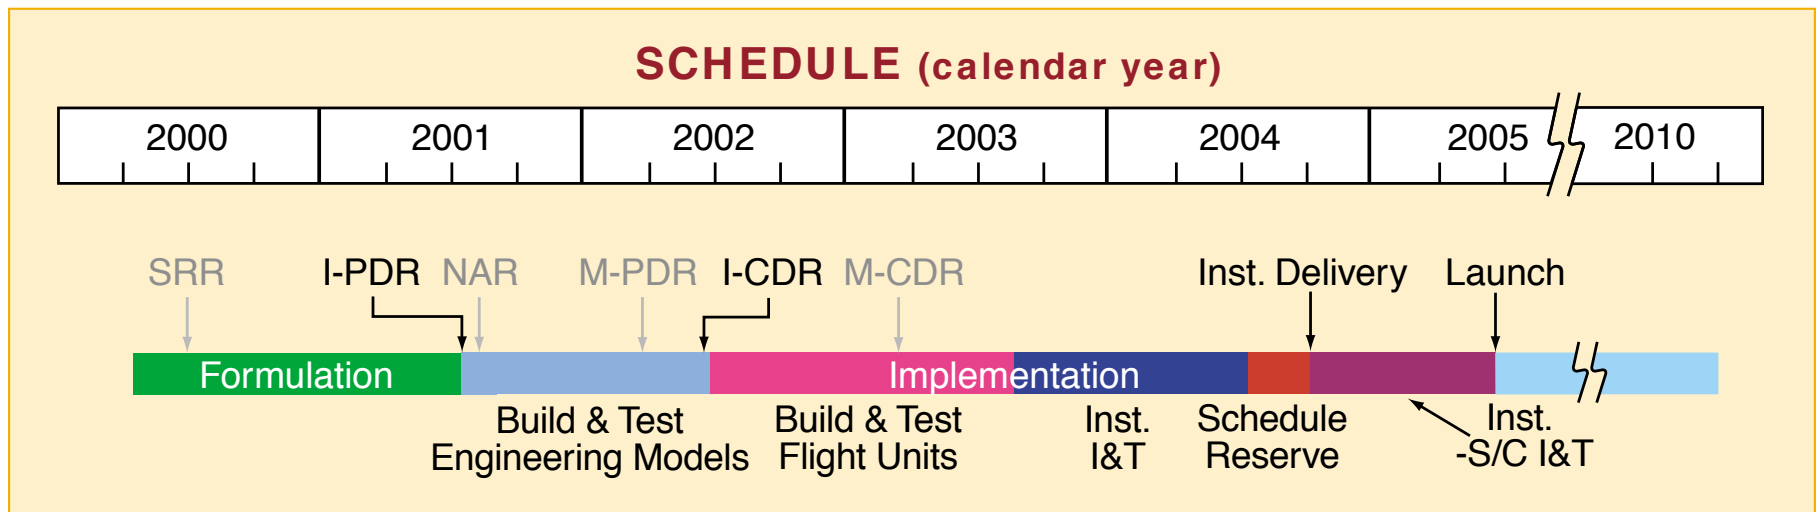 SCHEDULE (calendar year)
2000 2001 2002 2003 2004 2005 2010
SRR I-PDR NAR M-PDR I-CDR M-CDR Inst. Delivery Launch
Formulation Implementation
Build & Test Build & Test Inst. Schedule Inst.
Engineering Models Flight Units I&T Reserve -S/C I&T